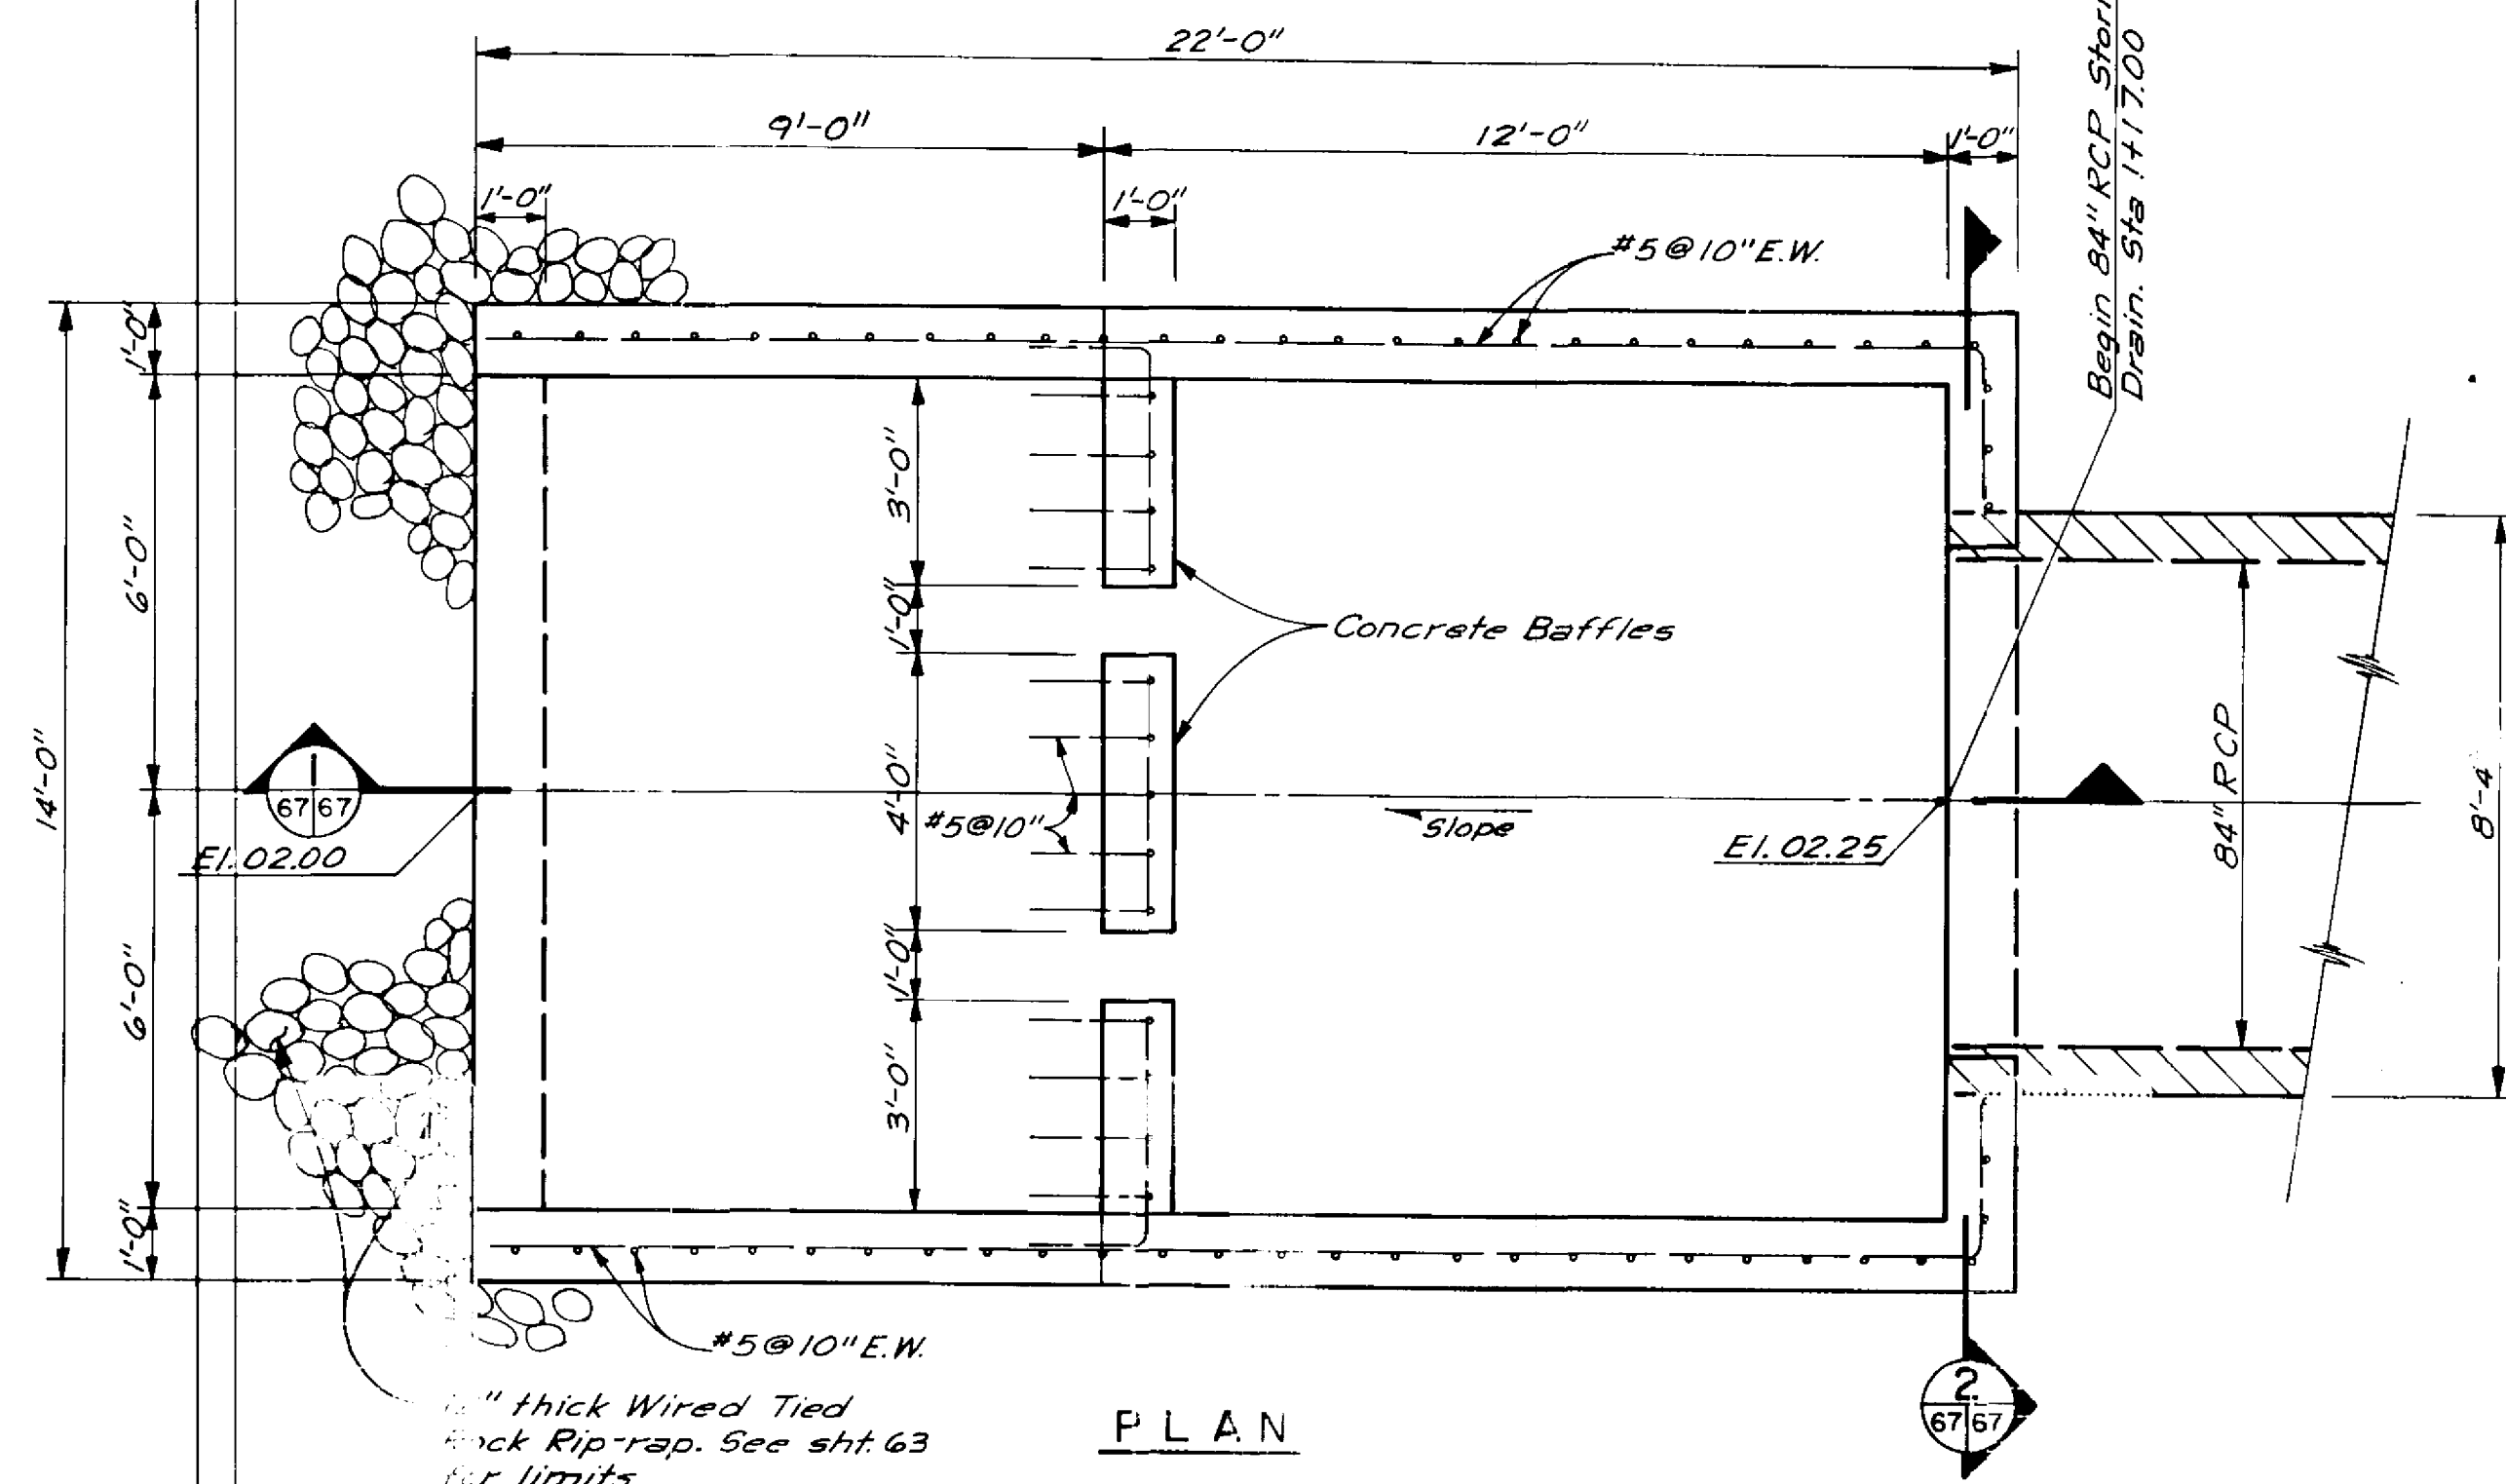 22'-0"
9'-0"
12'-0"
1'-0"
1'-0"
1'-0"
#5@10"E.W.
Begin 84" RCP
Drain. Sta 1+17.00
1'-0"
6'-0"
14'-0"
6'-0"
1'-0"
3'-0"
1'-0"
4'-0"
1'-0"
3'-0"
Concrete Baffles
1
67 67
El. 02.00
#5@10"
Slope
El. 02.25
84" RCP
8'-4
#5@10"E.W.
thick Wired Tied
Rip-rap. See sht. 63
limits
PLAN
2
67 67